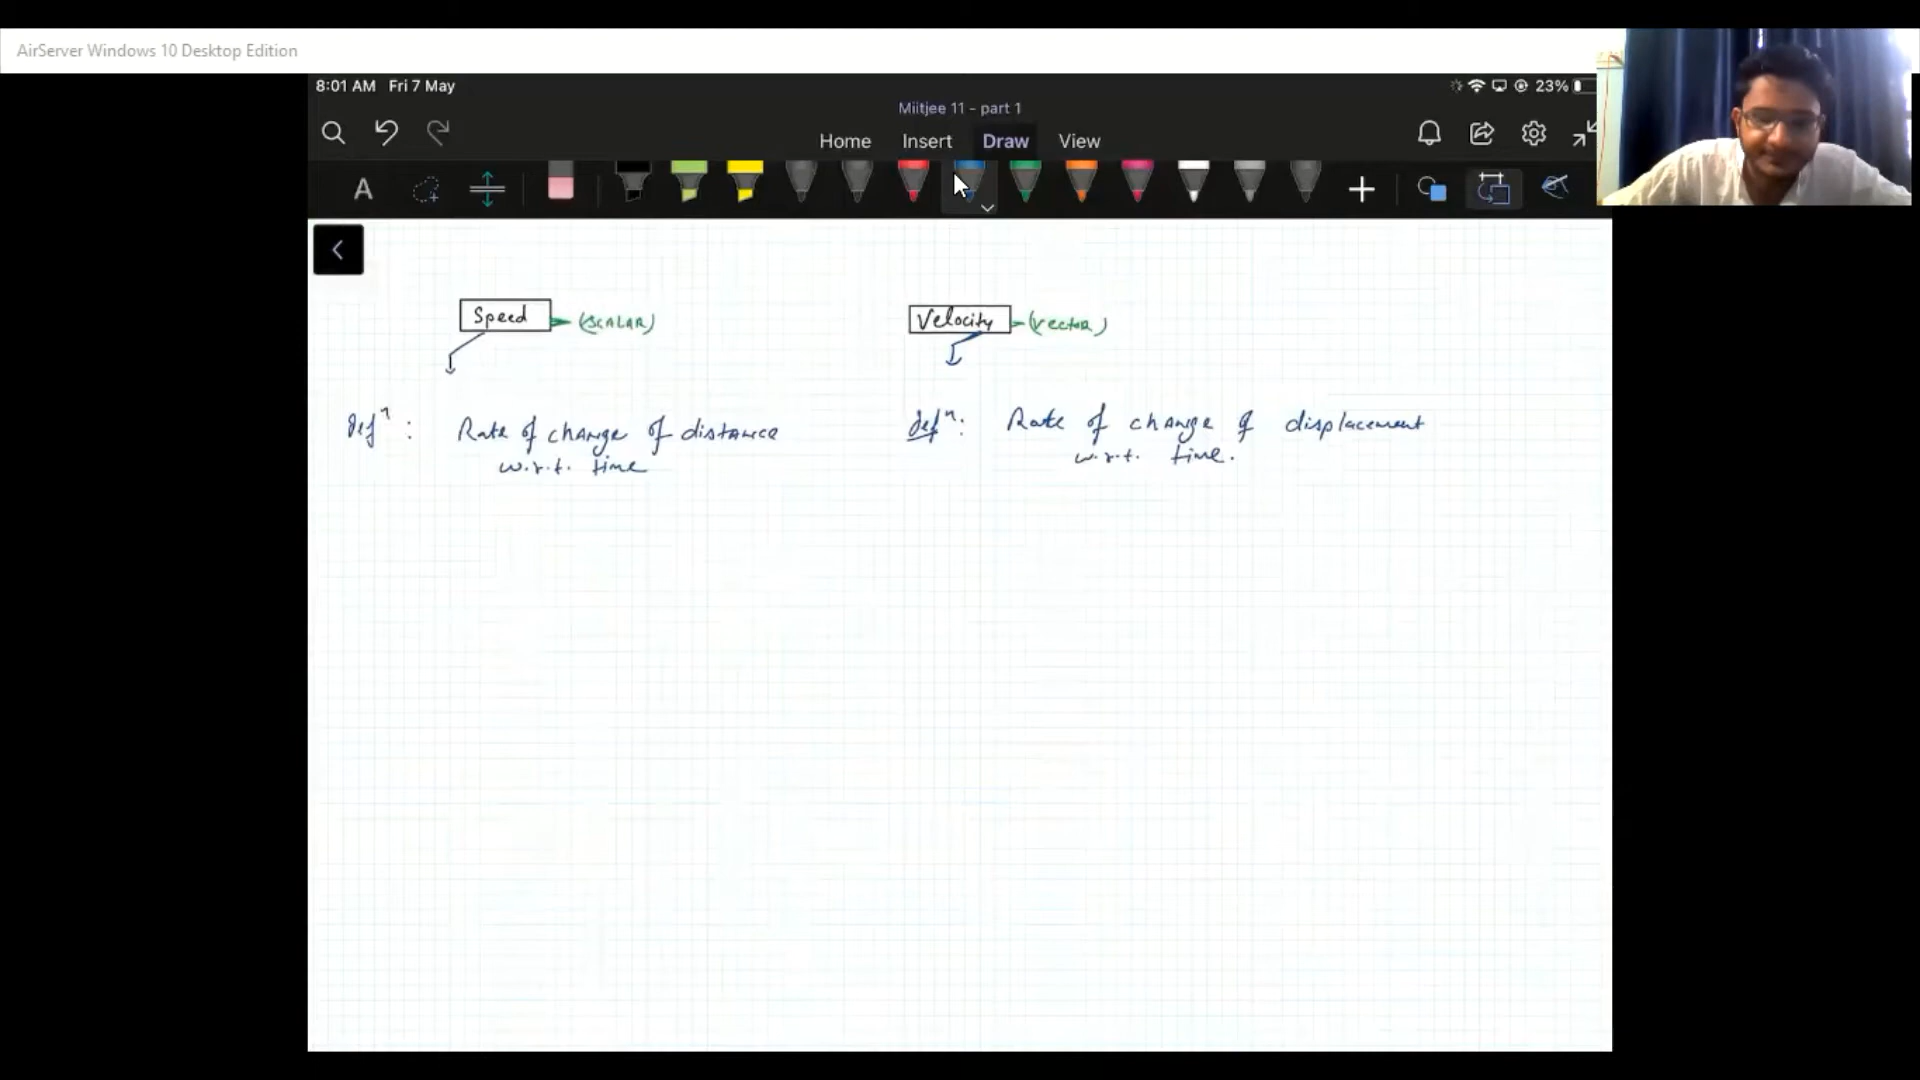 AirServer Windows 10 Desktop Edition
8:01 AM Fri 7 May
23%
Miitjee 11 - part 1
Home Insert Draw View
A
Speed (SCALAR)
Velocity (Vector)
Defⁿ : Rate of change of distance
w.r.t. time
defⁿ : Rate of change of displacement
w.r.t. time.